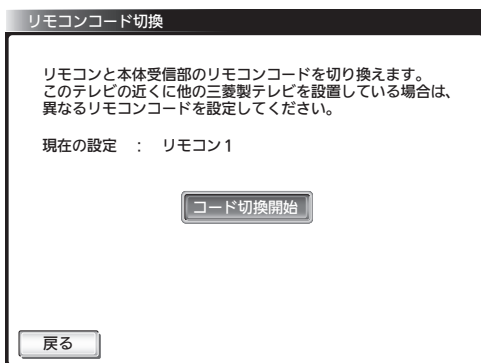 リモコンコード切換
リモコンと本体受信部のリモコンコードを切り換えます。
このテレビの近くに他の三菱製テレビを設置している場合は、
異なるリモコンコードを設定してください。
現在の設定 ： リモコン1
コード切換開始
戻る